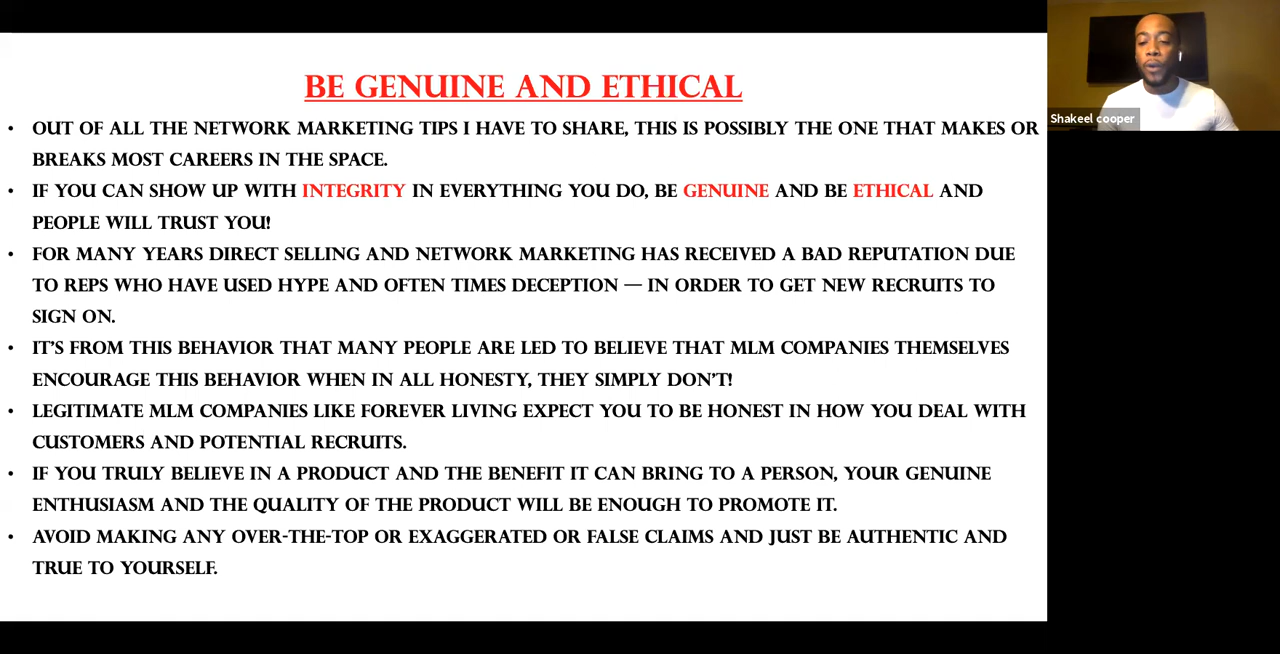 BE GENUINE AND ETHICAL
• OUT OF ALL THE NETWORK MARKETING TIPS I HAVE TO SHARE, THIS IS POSSIBLY THE ONE THAT MAKES OR
BREAKS MOST CAREERS IN THE SPACE.
• IF YOU CAN SHOW UP WITH INTEGRITY IN EVERYTHING YOU DO, BE GENUINE AND BE ETHICAL AND
PEOPLE WILL TRUST YOU!
• FOR MANY YEARS DIRECT SELLING AND NETWORK MARKETING HAS RECEIVED A BAD REPUTATION DUE
TO REPS WHO HAVE USED HYPE AND OFTEN TIMES DECEPTION — IN ORDER TO GET NEW RECRUITS TO
SIGN ON.
• IT'S FROM THIS BEHAVIOR THAT MANY PEOPLE ARE LED TO BELIEVE THAT MLM COMPANIES THEMSELVES
ENCOURAGE THIS BEHAVIOR WHEN IN ALL HONESTY, THEY SIMPLY DON'T!
• LEGITIMATE MLM COMPANIES LIKE FOREVER LIVING EXPECT YOU TO BE HONEST IN HOW YOU DEAL WITH
CUSTOMERS AND POTENTIAL RECRUITS.
• IF YOU TRULY BELIEVE IN A PRODUCT AND THE BENEFIT IT CAN BRING TO A PERSON, YOUR GENUINE
ENTHUSIASM AND THE QUALITY OF THE PRODUCT WILL BE ENOUGH TO PROMOTE IT.
• AVOID MAKING ANY OVER-THE-TOP OR EXAGGERATED OR FALSE CLAIMS AND JUST BE AUTHENTIC AND
TRUE TO YOURSELF.
Shakeel cooper